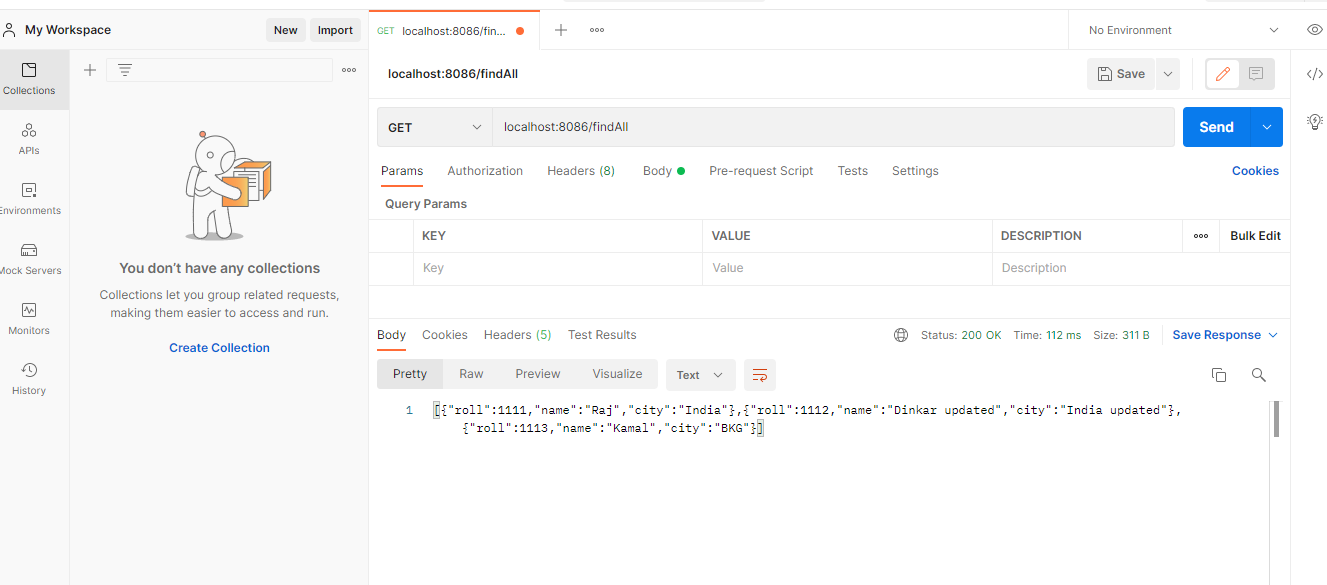 My Workspace
New
Import
GET localhost:8086/fin...
No Environment
Collections
APIs
Environments
Mock Servers
Monitors
History
You don't have any collections
Collections let you group related requests,
making them easier to access and run.
Create Collection
localhost:8086/findAll
Save
GET
localhost:8086/findAll
Send
Params
Authorization
Headers (8)
Body
Pre-request Script
Tests
Settings
Cookies
Query Params
KEY
VALUE
DESCRIPTION
Bulk Edit
Key
Value
Description
Body
Cookies
Headers (5)
Test Results
Status: 200 OK
Time: 112 ms
Size: 311 B
Save Response
Pretty
Raw
Preview
Visualize
Text
1
[{"roll":1111,"name":"Raj","city":"India"},{"roll":1112,"name":"Dinkar updated","city":"India updated"},
{"roll":1113,"name":"Kamal","city":"BKG"}]